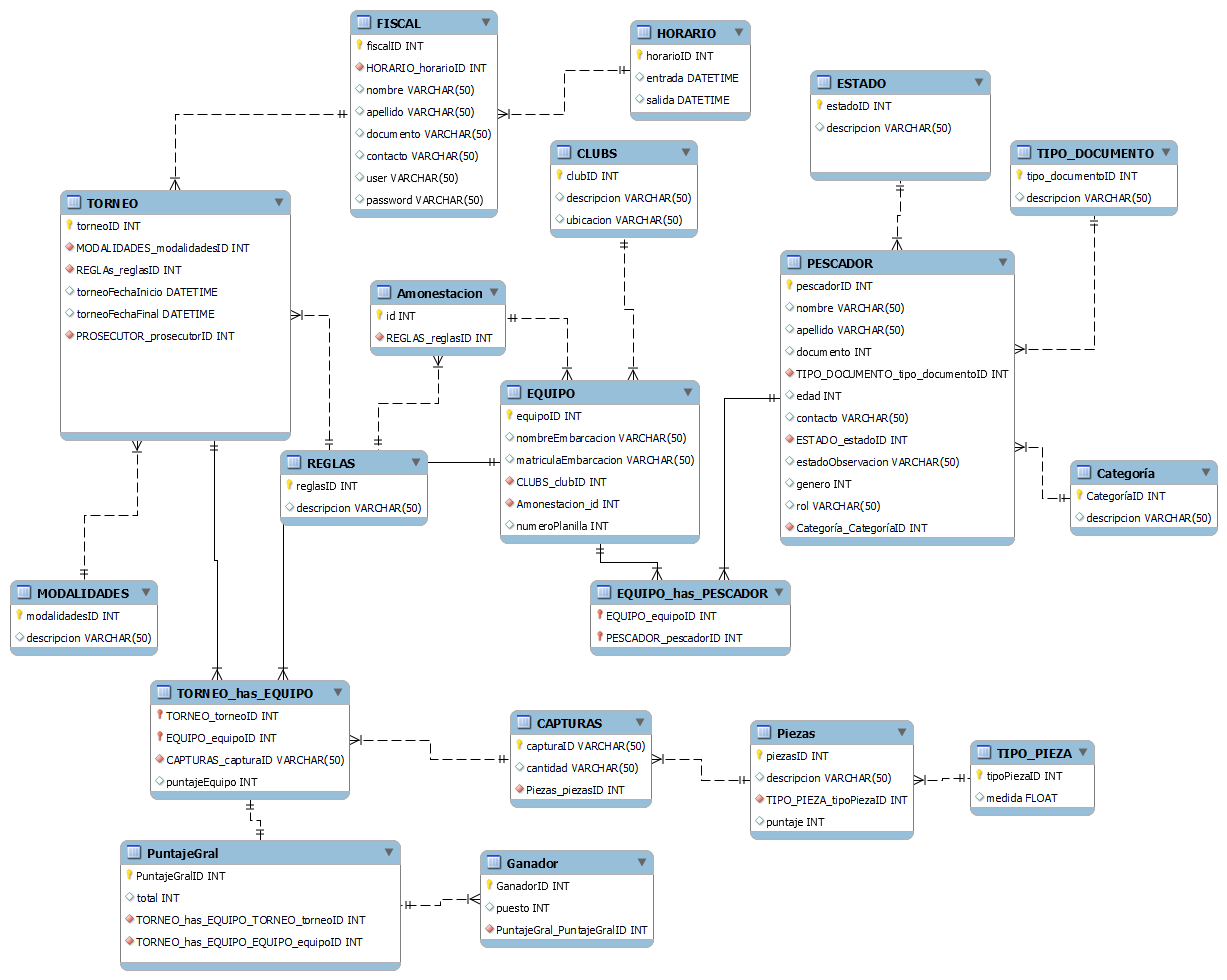 FISCAL
fiscalID INT
HORARIO_horarioID INT
nombre VARCHAR(50)
apellido VARCHAR(50)
documento VARCHAR(50)
contacto VARCHAR(50)
user VARCHAR(50)
password VARCHAR(50)
HORARIO
horarioID INT
entrada DATETIME
salida DATETIME
ESTADO
estadoID INT
descripcion VARCHAR(50)
CLUBS
clubID INT
descripcion VARCHAR(50)
ubicacion VARCHAR(50)
TIPO_DOCUMENTO
tipo_documentoID INT
descripcion VARCHAR(50)
TORNEO
torneoID INT
MODALIDADES_modalidadesID INT
REGLAs_reglasID INT
torneoFechaInicio DATETIME
torneoFechaFinal DATETIME
PROSECUTOR_prosecutorID INT
Amonestacion
id INT
REGLAS_reglasID INT
PESCADOR
pescadorID INT
nombre VARCHAR(50)
apellido VARCHAR(50)
documento INT
TIPO_DOCUMENTO_tipo_documentoID INT
edad INT
contacto VARCHAR(50)
ESTADO_estadoID INT
estadoObservacion VARCHAR(50)
genero INT
rol VARCHAR(50)
Categoría_CategoríaID INT
EQUIPO
equipoID INT
nombreEmbarcacion VARCHAR(50)
matriculaEmbarcacion VARCHAR(50)
CLUBS_clubID INT
Amonestacion_id INT
numeroPlanilla INT
REGLAS
reglasID INT
descripcion VARCHAR(50)
Categoría
CategoríaID INT
descripcion VARCHAR(50)
MODALIDADES
modalidadesID INT
descripcion VARCHAR(50)
EQUIPO_has_PESCADOR
EQUIPO_equipoID INT
PESCADOR_pescadorID INT
TORNEO_has_EQUIPO
TORNEO_torneoID INT
EQUIPO_equipoID INT
CAPTURAS_capturaID VARCHAR(50)
puntajeEquipo INT
CAPTURAS
capturaID VARCHAR(50)
cantidad VARCHAR(50)
Piezas_piezasID INT
Piezas
piezasID INT
descripcion VARCHAR(50)
TIPO_PIEZA_tipoPiezaID INT
puntaje INT
TIPO_PIEZA
tipoPiezaID INT
medida FLOAT
PuntajeGral
PuntajeGralID INT
total INT
TORNEO_has_EQUIPO_TORNEO_torneoID INT
TORNEO_has_EQUIPO_EQUIPO_equipoID INT
Ganador
GanadorID INT
puesto INT
PuntajeGral_PuntajeGralID INT